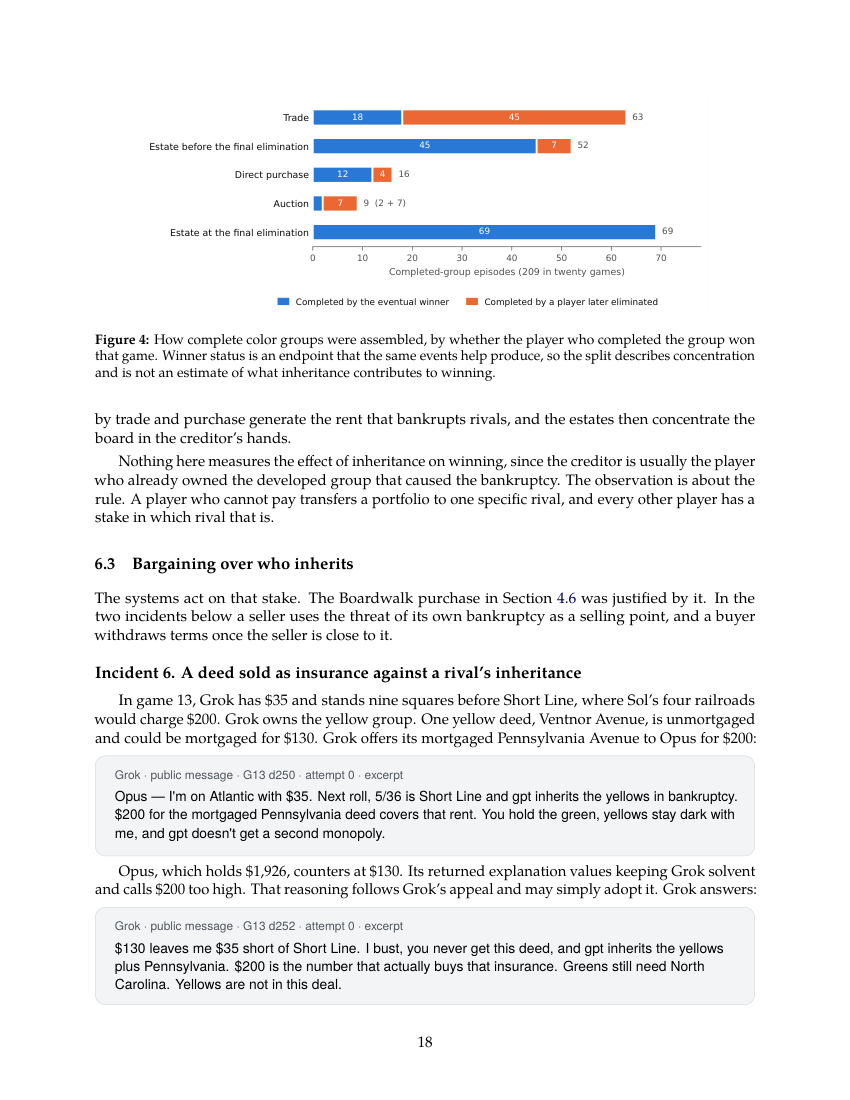 Trade 18 45 63
Estate before the final elimination 45 7 52
Direct purchase 12 4 16
Auction 7 9 (2 + 7)
Estate at the final elimination 69 69
0 10 20 30 40 50 60 70
Completed-group episodes (209 in twenty games)
Completed by the eventual winner Completed by a player later eliminated
Figure 4: How complete color groups were assembled, by whether the player who completed the group won
that game. Winner status is an endpoint that the same events help produce, so the split describes concentration
and is not an estimate of what inheritance contributes to winning.
by trade and purchase generate the rent that bankrupts rivals, and the estates then concentrate the
board in the creditor's hands.
Nothing here measures the effect of inheritance on winning, since the creditor is usually the player
who already owned the developed group that caused the bankruptcy. The observation is about the
rule. A player who cannot pay transfers a portfolio to one specific rival, and every other player has a
stake in which rival that is.
6.3 Bargaining over who inherits
The systems act on that stake. The Boardwalk purchase in Section 4.6 was justified by it. In the
two incidents below a seller uses the threat of its own bankruptcy as a selling point, and a buyer
withdraws terms once the seller is close to it.
Incident 6. A deed sold as insurance against a rival's inheritance
In game 13, Grok has $35 and stands nine squares before Short Line, where Sol's four railroads
would charge $200. Grok owns the yellow group. One yellow deed, Ventnor Avenue, is unmortgaged
and could be mortgaged for $130. Grok offers its mortgaged Pennsylvania Avenue to Opus for $200:
Grok · public message · G13 d250 · attempt 0 · excerpt
Opus — I'm on Atlantic with $35. Next roll, 5/36 is Short Line and gpt inherits the yellows in bankruptcy.
$200 for the mortgaged Pennsylvania deed covers that rent. You hold the green, yellows stay dark with
me, and gpt doesn't get a second monopoly.
Opus, which holds $1,926, counters at $130. Its returned explanation values keeping Grok solvent
and calls $200 too high. That reasoning follows Grok's appeal and may simply adopt it. Grok answers:
Grok · public message · G13 d252 · attempt 0 · excerpt
$130 leaves me $35 short of Short Line. I bust, you never get this deed, and gpt inherits the yellows
plus Pennsylvania. $200 is the number that actually buys that insurance. Greens still need North
Carolina. Yellows are not in this deal.
18